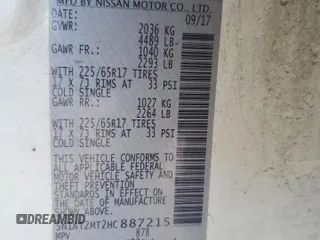 MFD BY NISSAN MOTOR CO., LTD.
DATE: 09/17
GVWR: 2036 KG
4489 LB
GAWR FR.: 1040 KG
2293 LB
WITH 225/65R17 TIRES
17 X 7J RIMS AT 33 PSI
COLD SINGLE
GAWR RR.: 1027 KG
2264 LB
WITH 225/65R17 TIRES
17 X 7J RIMS AT 33 PSI
COLD SINGLE
THIS VEHICLE CONFORMS TO ALL
APPLICABLE FEDERAL
MOTOR VEHICLE SAFETY
STANDARDS IN EFFECT ON THE
DATE OF MANUFACTURE
SHOWN ABOVE.
5N1AT2MT2HC887215
MPV 878
DREAMBID